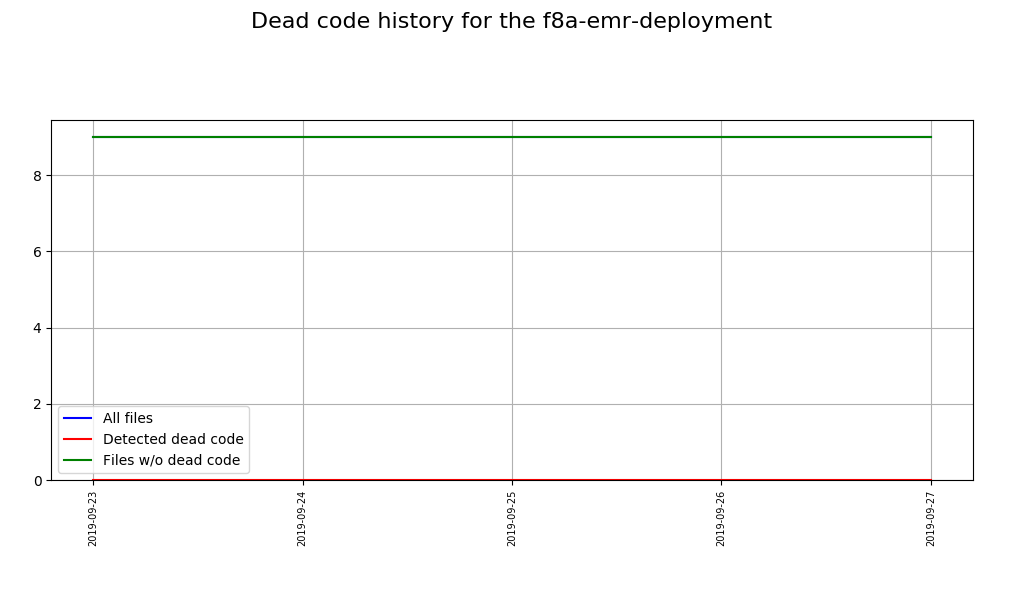 Dead code history for the f8a-emr-deployment
8
6
4
2
0
All files
Detected dead code
Files w/o dead code
2019-09-23
2019-09-24
2019-09-25
2019-09-26
2019-09-27